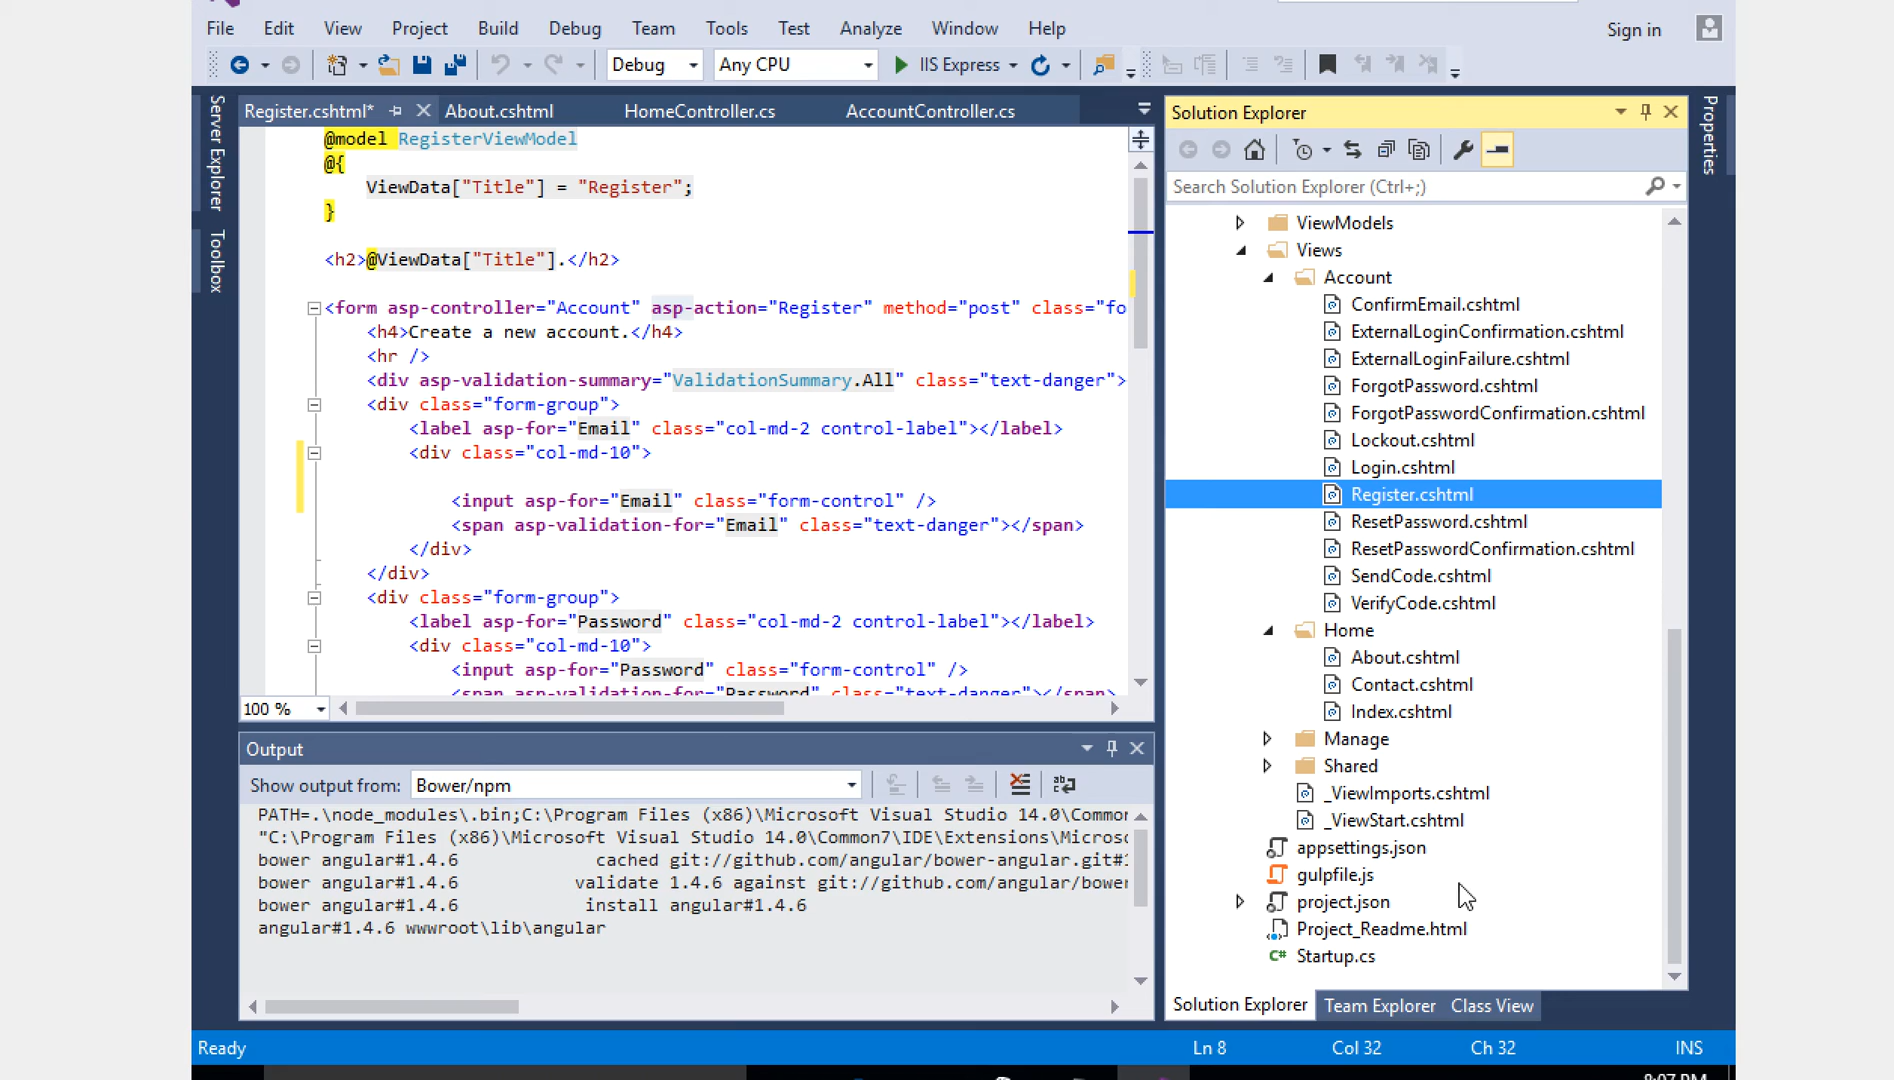 File Edit View Project Build Debug Team Tools Test Analyze Window Help
Sign in
Debug Any CPU IIS Express
Server Explorer
Toolbox
Register.cshtml* About.cshtml HomeController.cs AccountController.cs
@model RegisterViewModel
@{
ViewData["Title"] = "Register";
}
<h2>@ViewData["Title"].</h2>
<form asp-controller="Account" asp-action="Register" method="post" class="fo
<h4>Create a new account.</h4>
<hr />
<div asp-validation-summary="ValidationSummary.All" class="text-danger">
<div class="form-group">
<label asp-for="Email" class="col-md-2 control-label"></label>
<div class="col-md-10">
<input asp-for="Email" class="form-control" />
<span asp-validation-for="Email" class="text-danger"></span>
</div>
</div>
<div class="form-group">
<label asp-for="Password" class="col-md-2 control-label"></label>
<div class="col-md-10">
<input asp-for="Password" class="form-control" />
<span asp-validation-for="Password" class="text-danger"></span>
100 %
Output
Show output from: Bower/npm
PATH=.\node_modules\.bin;C:\Program Files (x86)\Microsoft Visual Studio 14.0\Commo
"C:\Program Files (x86)\Microsoft Visual Studio 14.0\Common7\IDE\Extensions\Micros
bower angular#1.4.6 cached git://github.com/angular/bower-angular.git#1
bower angular#1.4.6 validate 1.4.6 against git://github.com/angular/bower
bower angular#1.4.6 install angular#1.4.6
angular#1.4.6 wwwroot\lib\angular
Solution Explorer
Search Solution Explorer (Ctrl+;)
ViewModels
Views
Account
ConfirmEmail.cshtml
ExternalLoginConfirmation.cshtml
ExternalLoginFailure.cshtml
ForgotPassword.cshtml
ForgotPasswordConfirmation.cshtml
Lockout.cshtml
Login.cshtml
Register.cshtml
ResetPassword.cshtml
ResetPasswordConfirmation.cshtml
SendCode.cshtml
VerifyCode.cshtml
Home
About.cshtml
Contact.cshtml
Index.cshtml
Manage
Shared
_ViewImports.cshtml
_ViewStart.cshtml
appsettings.json
gulpfile.js
project.json
Project_Readme.html
C# Startup.cs
Solution Explorer Team Explorer Class View
Properties
Ready Ln 8 Col 32 Ch 32 INS
8:07 PM